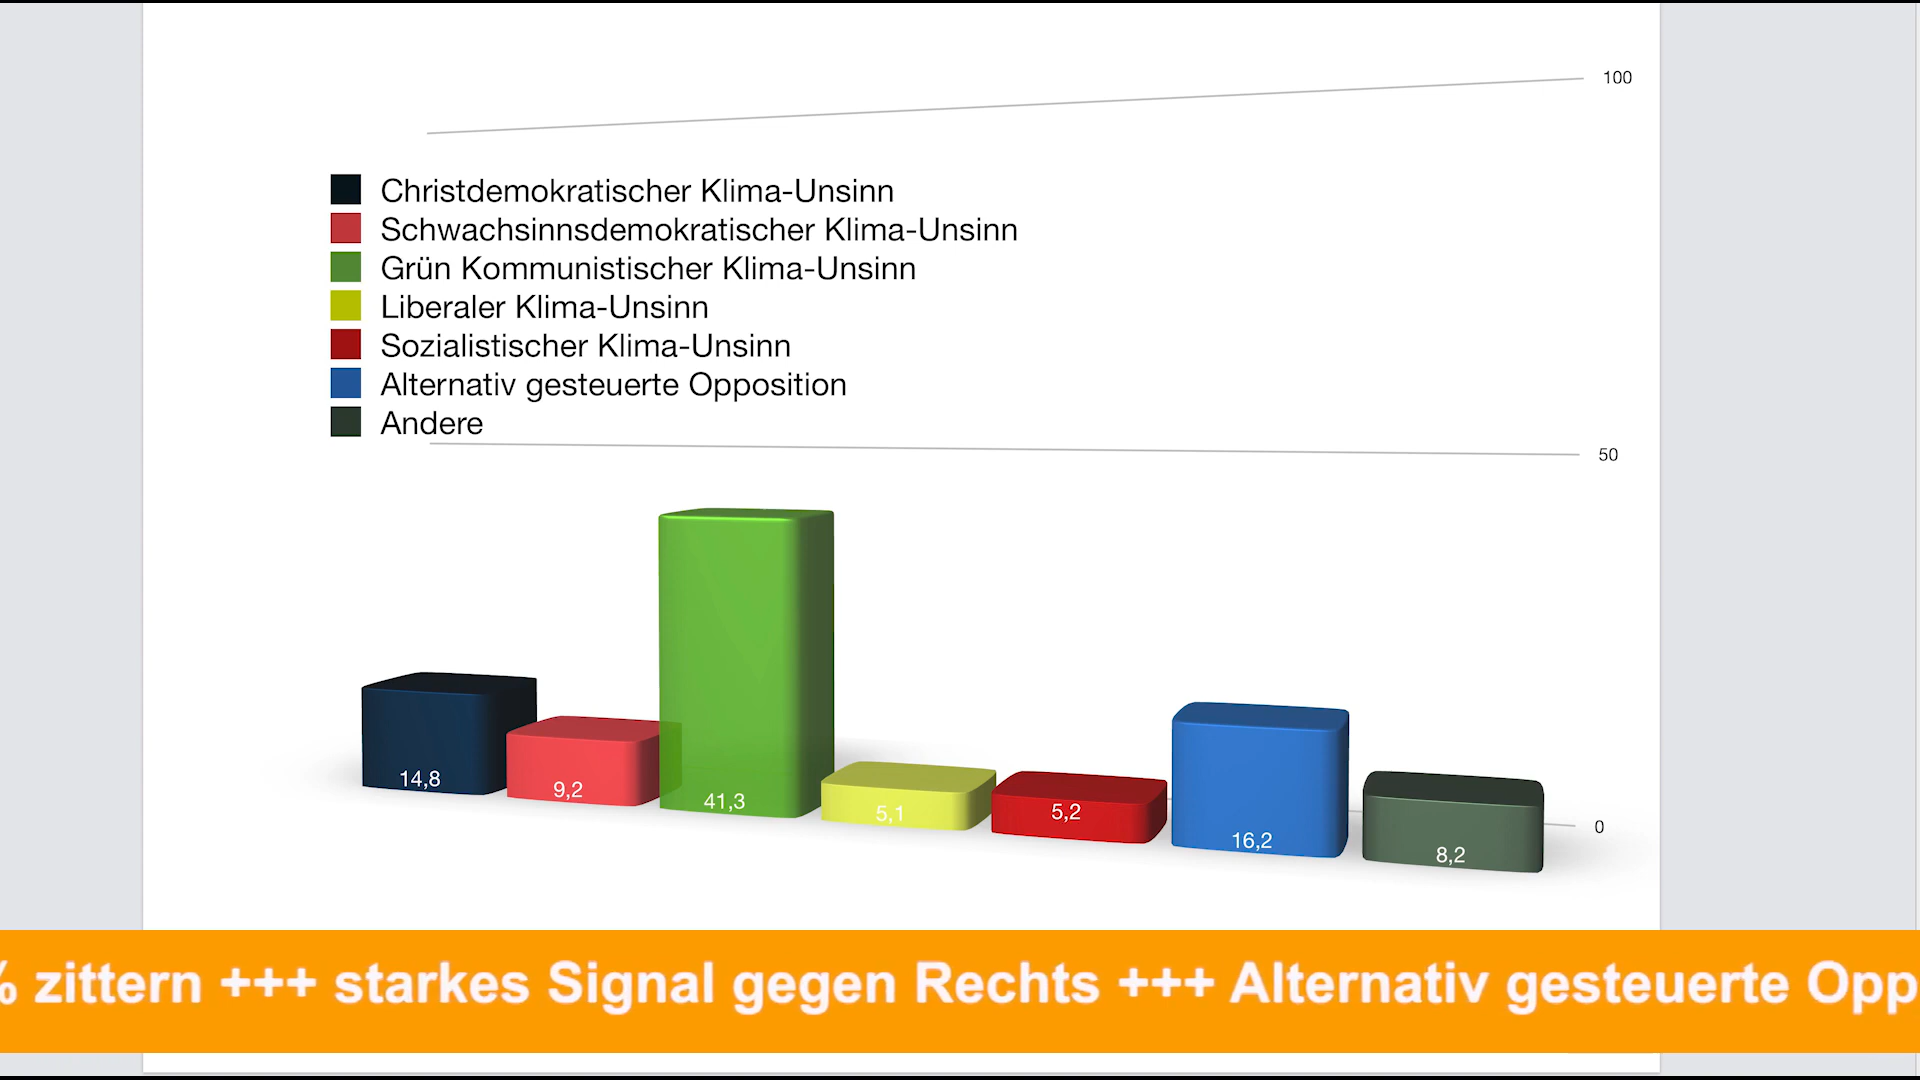 100
Christdemokratischer Klima-Unsinn
Schwachsinnsdemokratischer Klima-Unsinn
Grün Kommunistischer Klima-Unsinn
Liberaler Klima-Unsinn
Sozialistischer Klima-Unsinn
Alternativ gesteuerte Opposition
Andere
50
14,8
9,2
41,3
5,1
5,2
16,2
8,2
0
% zittern +++ starkes Signal gegen Rechts +++ Alternativ gesteuerte Opp